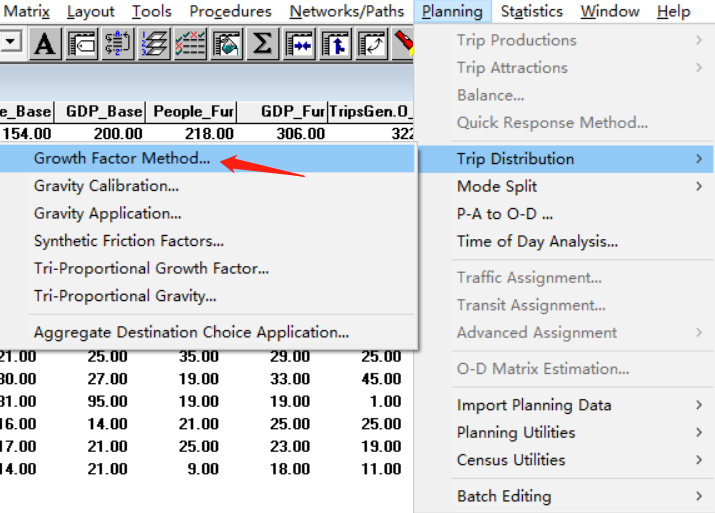 Matrix Layout Tools Procedures Networks/Paths Planning Statistics Window Help
A Σ
e_Base GDP_Base People_Fur GDP_Fur TripsGen.O_
154.00 200.00 218.00 306.00 322
Growth Factor Method...
Gravity Calibration...
Gravity Application...
Synthetic Friction Factors...
Tri-Proportional Growth Factor...
Tri-Proportional Gravity...
Aggregate Destination Choice Application...
21.00 25.00 35.00 29.00 25.00
30.00 27.00 19.00 33.00 45.00
31.00 95.00 19.00 19.00 1.00
16.00 14.00 21.00 25.00 25.00
17.00 21.00 25.00 23.00 19.00
14.00 21.00 9.00 18.00 11.00
Trip Productions
Trip Attractions
Balance...
Quick Response Method...
Trip Distribution
Mode Split
P-A to O-D ...
Time of Day Analysis...
Traffic Assignment...
Transit Assignment...
Advanced Assignment
O-D Matrix Estimation...
Import Planning Data
Planning Utilities
Census Utilities
Batch Editing